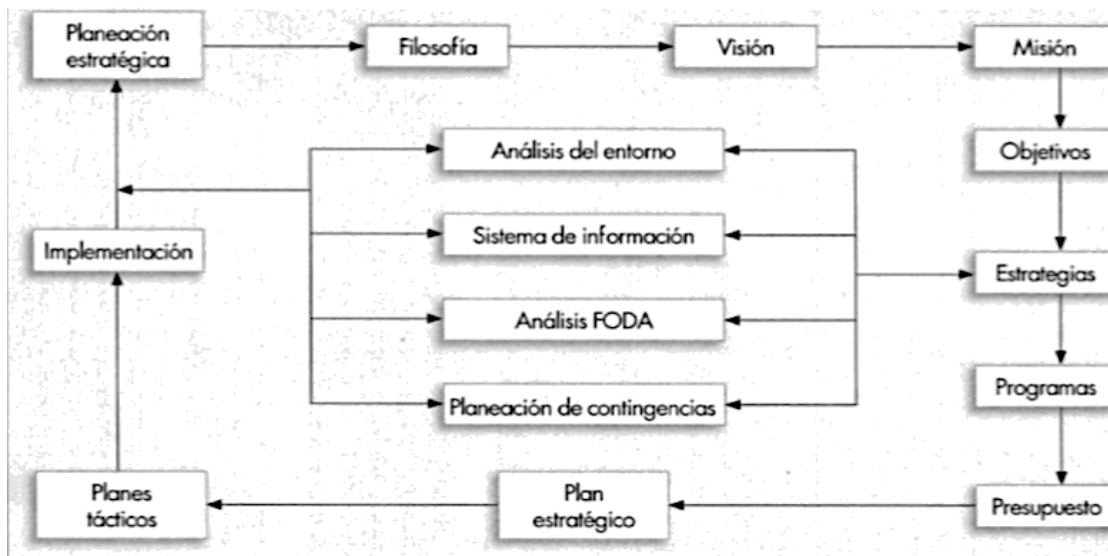 Planeación
estratégica
Filosofía
Visión
Misión
Análisis del entorno
Objetivos
Sistema de información
Implementación
Estrategias
Análisis FODA
Programas
Planeación de contingencias
Planes
tácticos
Plan
estratégico
Presupuesto